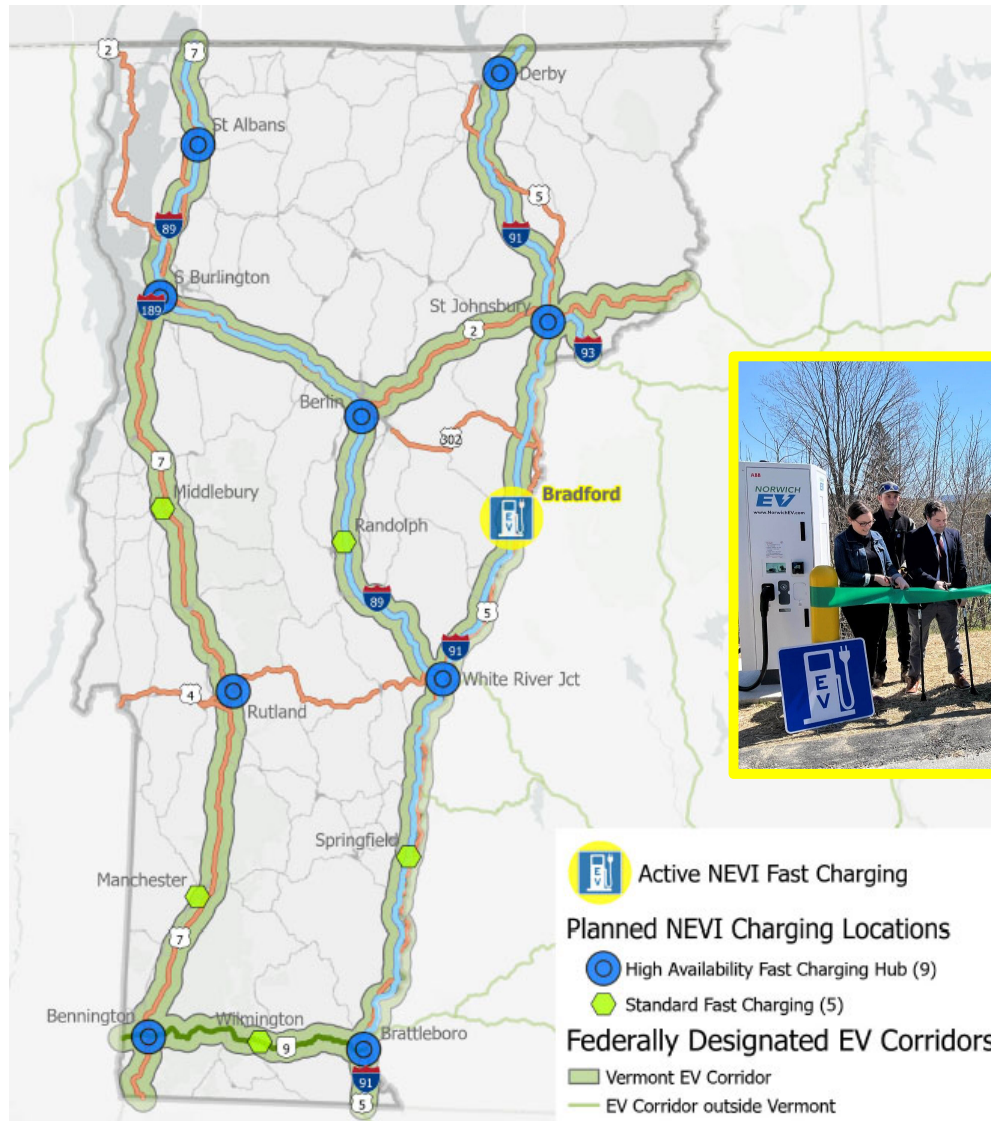 2
7
Derby
St Albans
5
89
91
S Burlington
189
St Johnsbury
2
93
Berlin
302
7
Middlebury
Bradford
EV
Randolph
89
5
91
White River Jct
4
Rutland
Springfield
Manchester
7
Bennington
Wilmington
9
Brattleboro
91
5
ABB
NORWICH
EV
www.NorwichEV.com
EV
EV
Active NEVI Fast Charging
Planned NEVI Charging Locations
High Availability Fast Charging Hub (9)
Standard Fast Charging (5)
Federally Designated EV Corridors
Vermont EV Corridor
EV Corridor outside Vermont